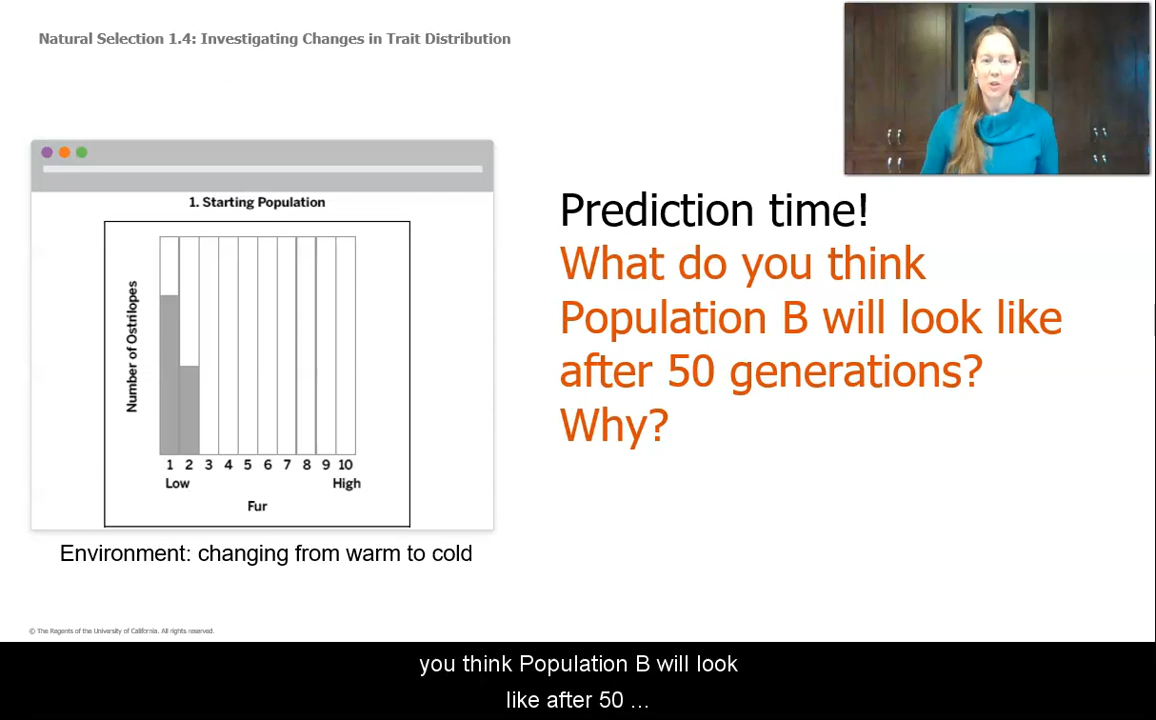 Natural Selection 1.4: Investigating Changes in Trait Distribution
1. Starting Population
Number of Ostrilopes
1 2 3 4 5 6 7 8 9 10
Low High
Fur
Environment: changing from warm to cold
Prediction time!
What do you think
Population B will look like
after 50 generations?
Why?
© The Regents of the University of California. All rights reserved.
you think Population B will look
like after 50 ...